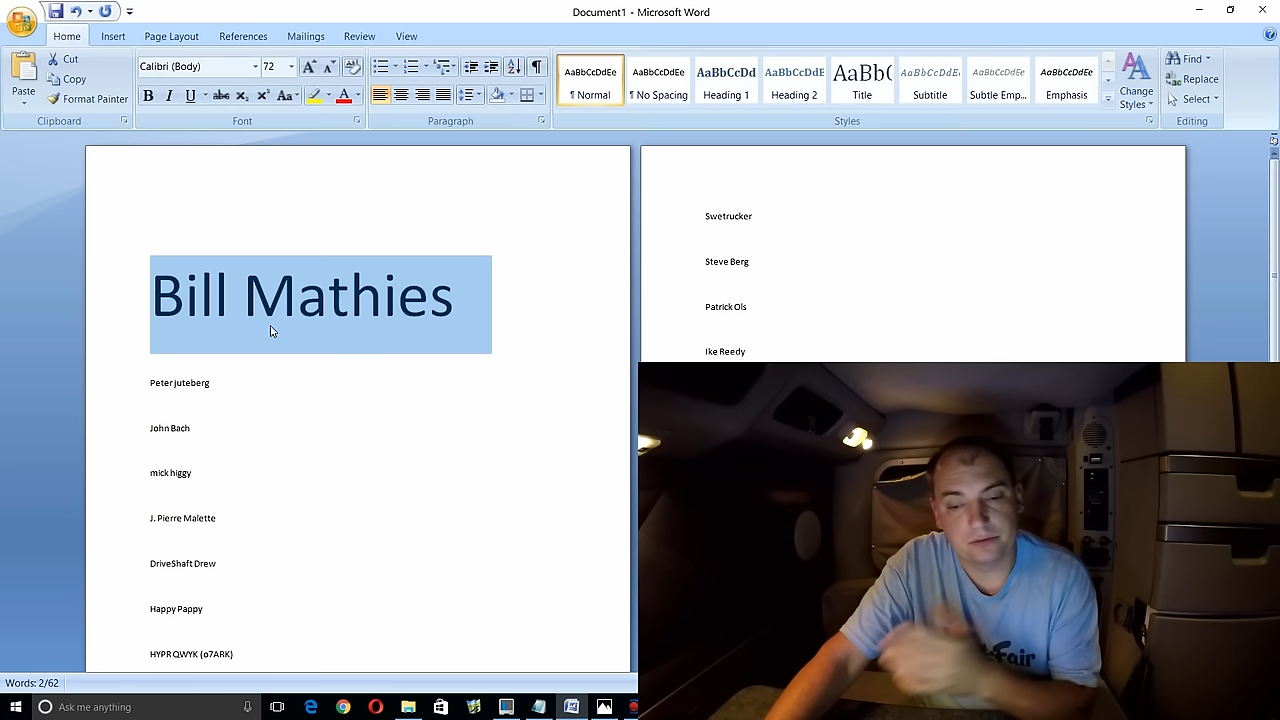 Document1 - Microsoft Word
Home Insert Page Layout References Mailings Review View
Paste
Cut
Copy
Format Painter
Clipboard
Calibri (Body) 72
Font
Paragraph
AaBbCcDdEe AaBbCcDdEe AaBbCcDd AaBbCcDdE AaBb( AaBbCcDdE AaBbCcDdEe AaBbCcDdEe
¶ Normal ¶ No Spacing Heading 1 Heading 2 Title Subtitle Subtle Emp... Emphasis
Change
Styles
Styles
Find
Replace
Select
Editing
Bill Mathies
Peter juteberg
John Bach
mick higgy
J. Pierre Malette
DriveShaft Drew
Happy Pappy
HYPR QWYK (o7ARK)
Swetrucker
Steve Berg
Patrick Ols
Ike Reedy
Words: 2/62
Ask me anything